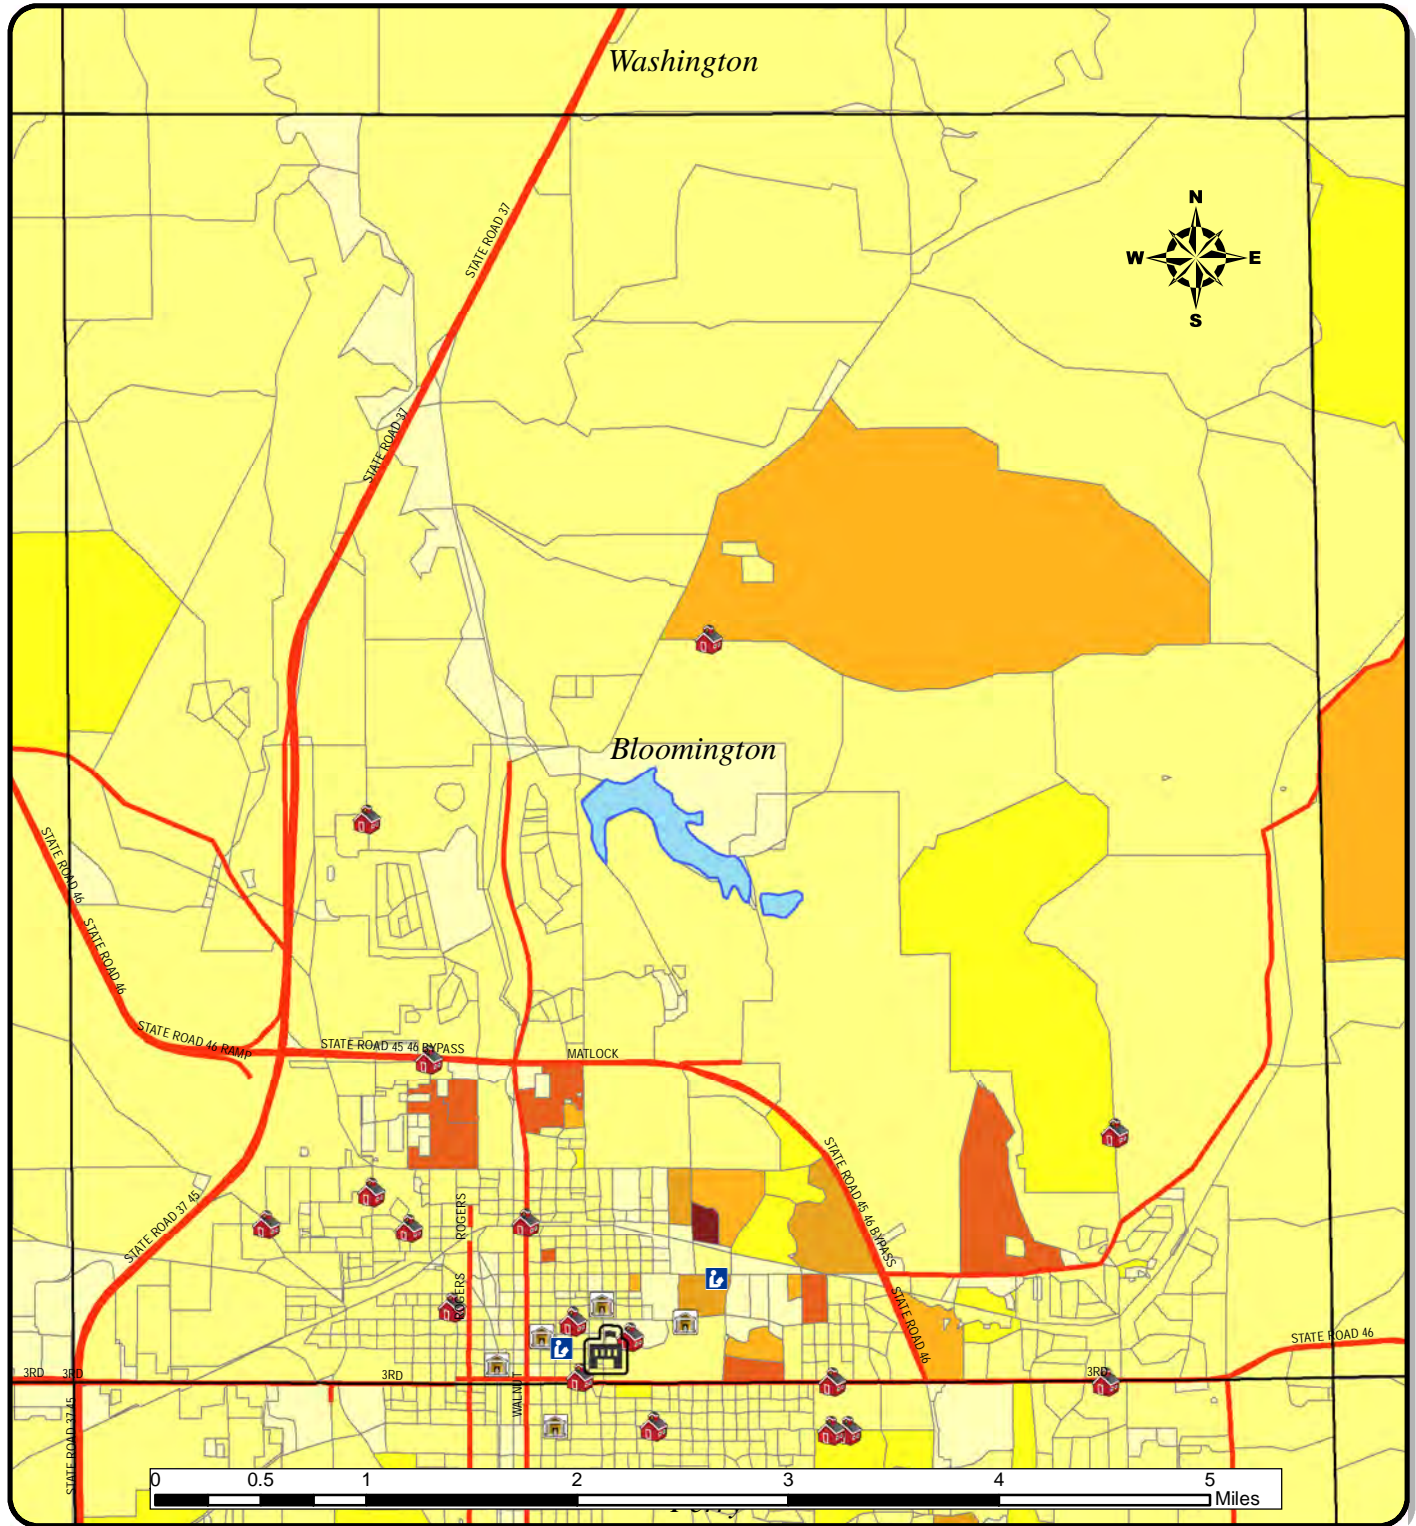 Washington
N
W E
S
STATE ROAD 37
STATE ROAD 37
Bloomington
STATE ROAD 46
STATE ROAD 46
STATE ROAD 46 RAMP
STATE ROAD 45 46 BYPASS
MATLOCK
STATE ROAD 45 46 BYPASS
STATE ROAD 37 45
ROGERS
ROGERS
STATE ROAD 46
STATE ROAD 46
3RD
3RD
3RD
3RD
WALNUT
STATE ROAD 37 45
0 0.5 1 2 3 4 5
Miles